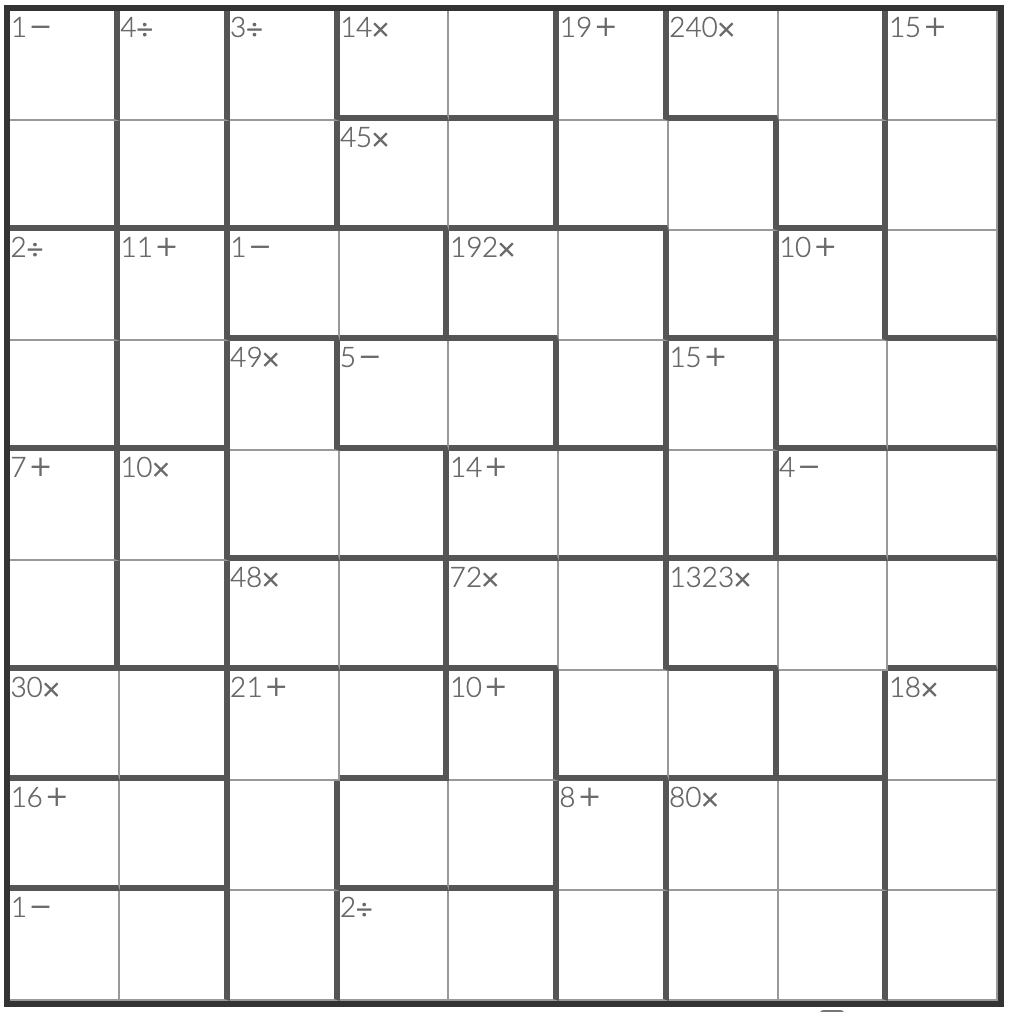 1− 4÷ 3÷ 14× 19+ 240× 15+
45×
2÷ 11+ 1− 192× 10+
49× 5− 15+
7+ 10× 14+ 4−
48× 72× 1323×
30× 21+ 10+ 18×
16+ 8+ 80×
1− 2÷